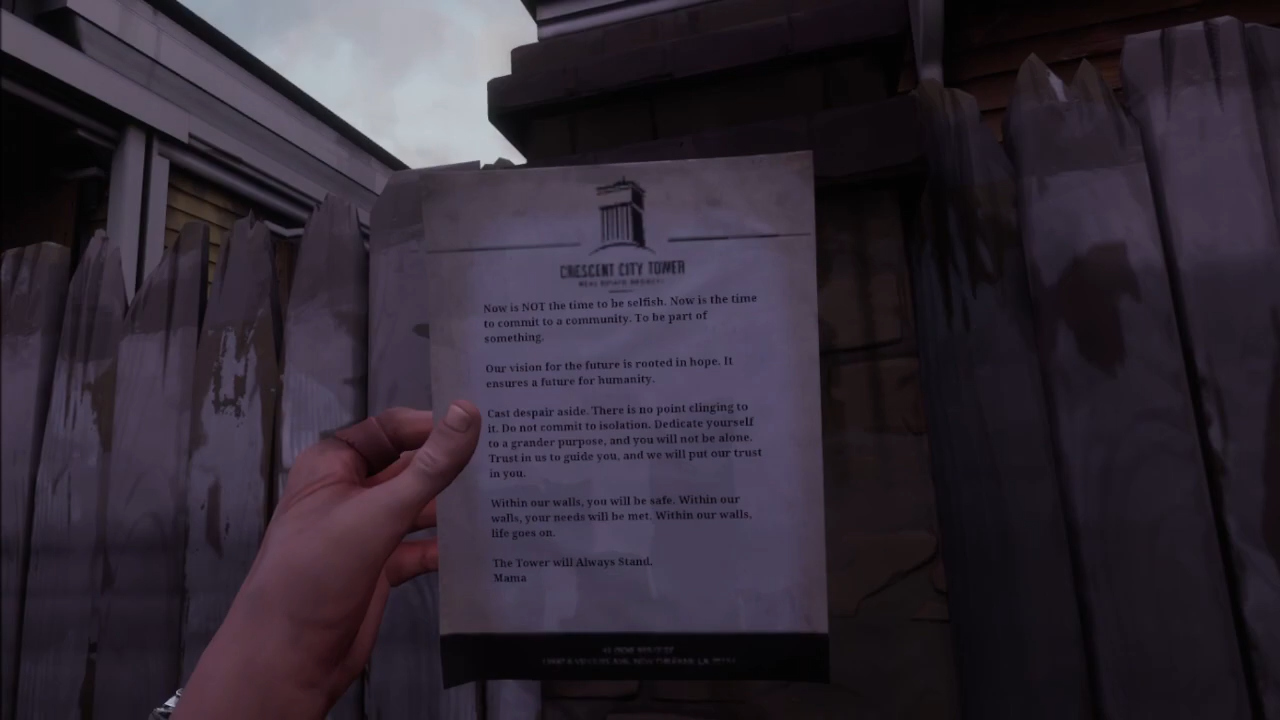 CRESCENT CITY TOWER
Now is NOT the time to be selfish. Now is the time
to commit to a community. To be part of
something.
Our vision for the future is rooted in hope. It
ensures a future for humanity.
Cast despair aside. There is no point clinging to
it. Do not commit to isolation. Dedicate yourself
to a grander purpose, and you will not be alone.
Trust in us to guide you, and we will put our trust
in you.
Within our walls, you will be safe. Within our
walls, your needs will be met. Within our walls,
life goes on.
The Tower will Always Stand.
Mama